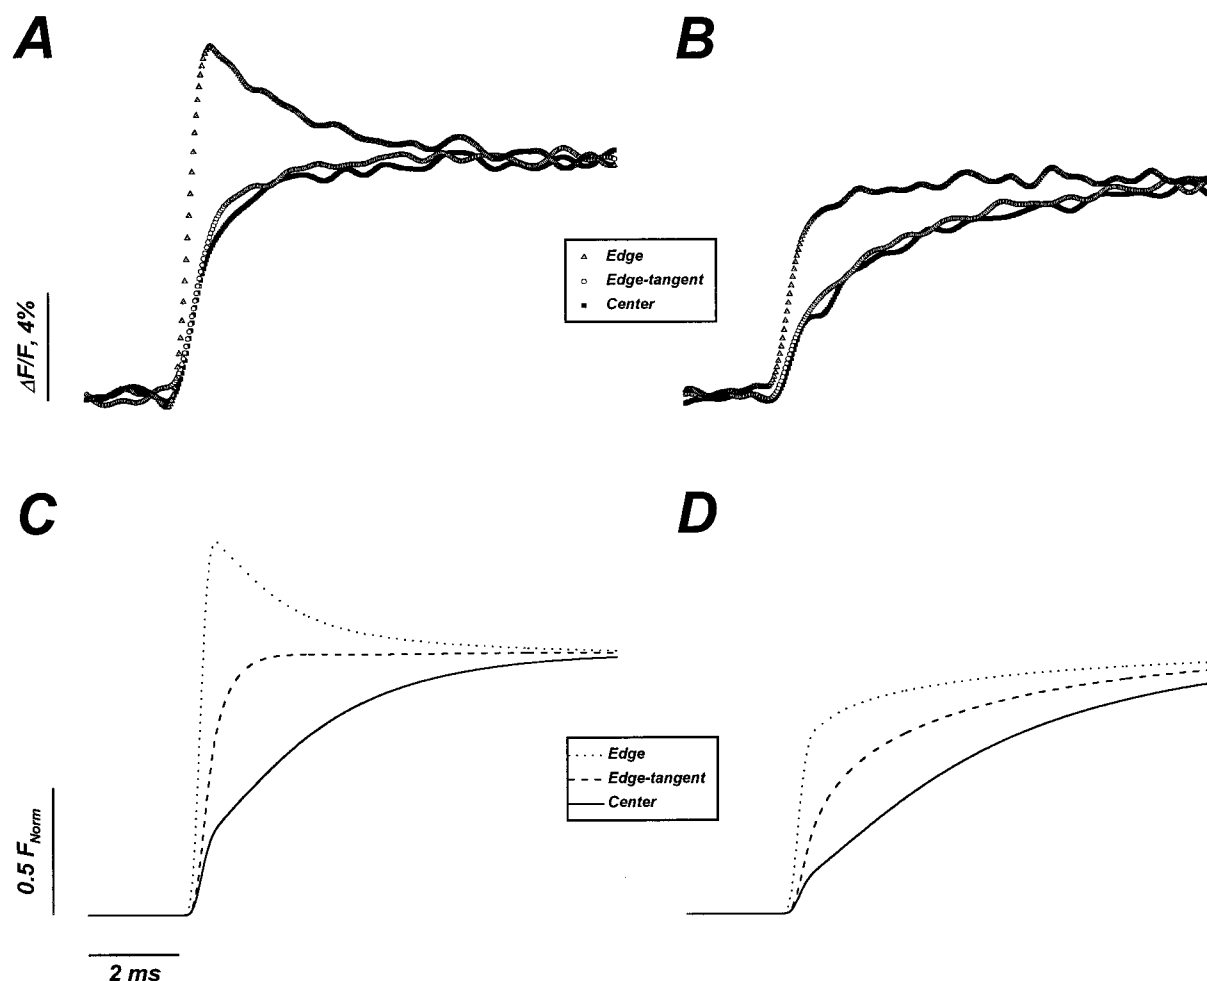 A
B
Edge
Edge-tangent
Center
ΔF/F, 4%
C
D
Edge
Edge-tangent
Center
0.5 F_Norm
2 ms